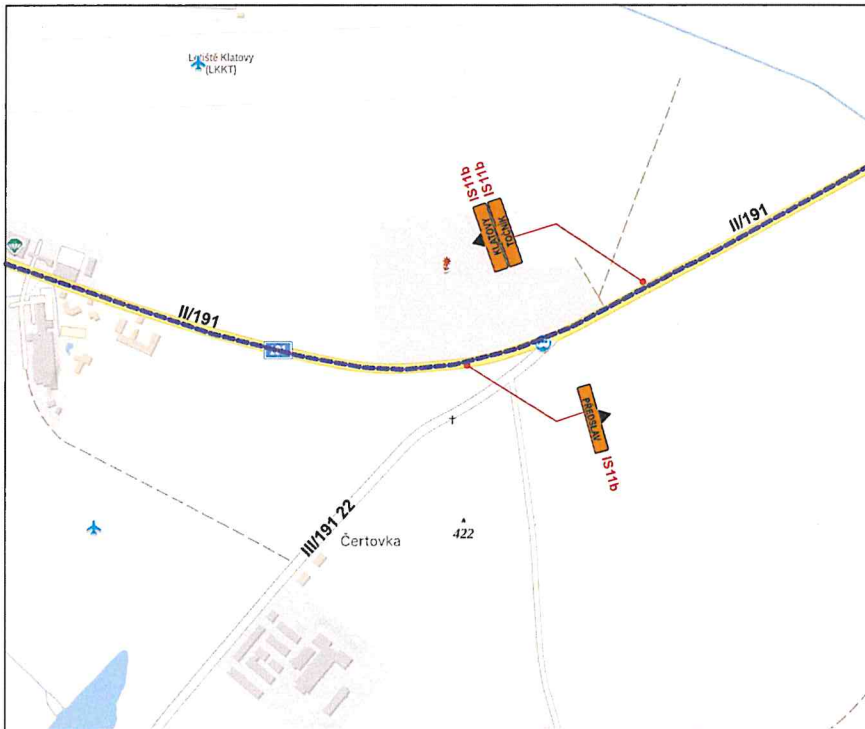 Letiště Klatovy
(LKKT)
IS11b
IS11b
KLATOVY
TOČNÍK
II/191
II/191
191
PŘEDSLAV
IS11b
III/191 22
Čertovka
422